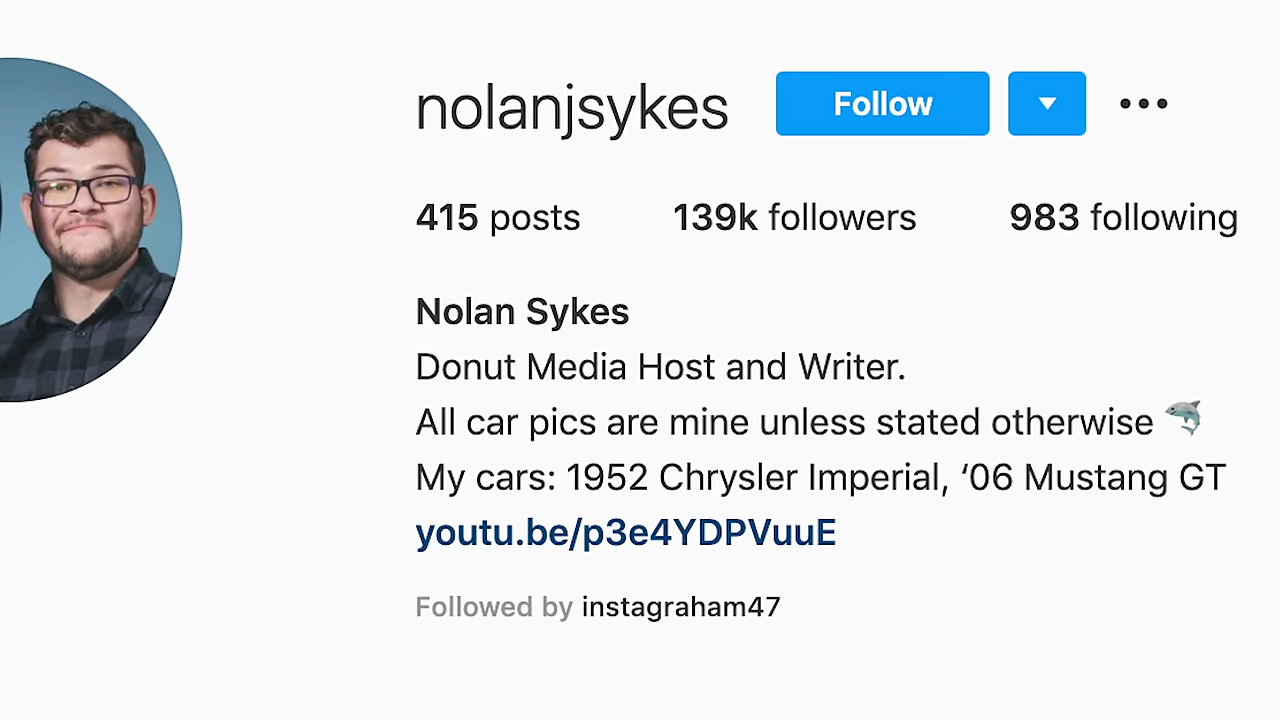 nolanjsykes Follow
415 posts 139k followers 983 following
Nolan Sykes
Donut Media Host and Writer.
All car pics are mine unless stated otherwise 🦈
My cars: 1952 Chrysler Imperial, ‘06 Mustang GT
youtu.be/p3e4YDPVuuE
Followed by instagraham47